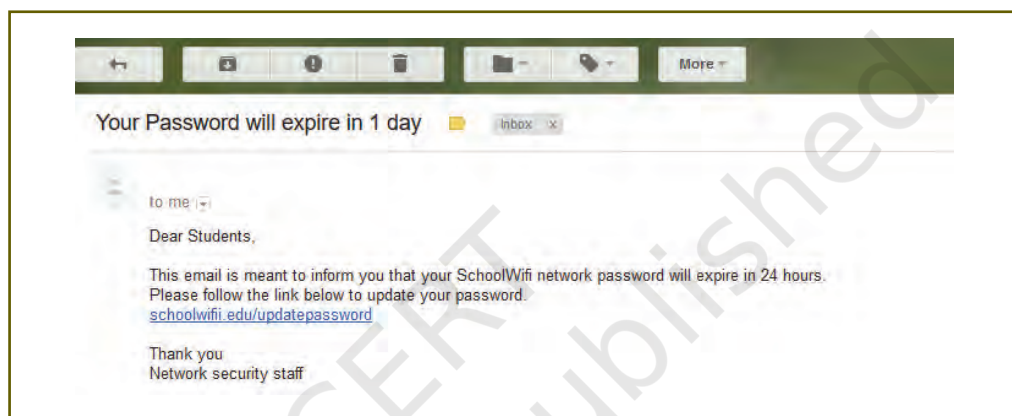 More
Your Password will expire in 1 day
Inbox x
to me
Dear Students,
This email is meant to inform you that your SchoolWifi network password will expire in 24 hours.
Please follow the link below to update your password.
schoolwifii.edu/updatepassword
Thank you
Network security staff